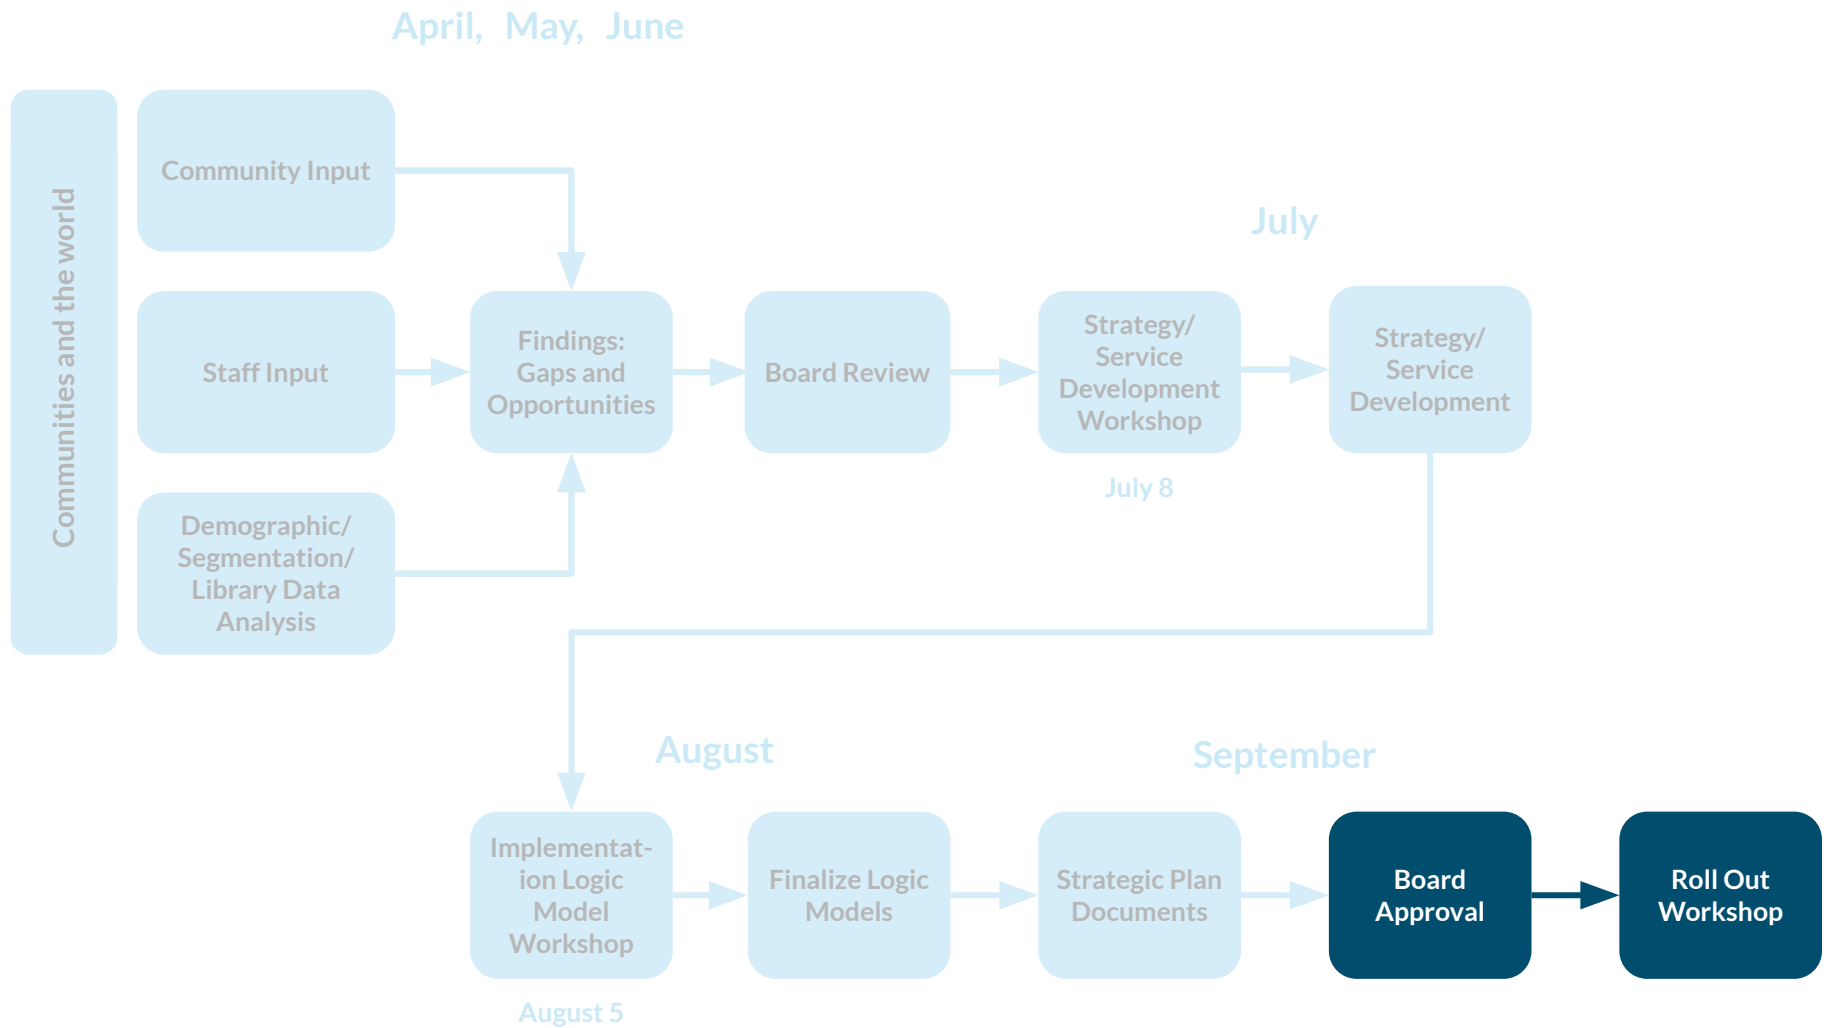 April, May, June
Communities and the world
Community Input
Staff Input
Demographic/
Segmentation/
Library Data
Analysis
Findings:
Gaps and
Opportunities
Board Review
Strategy/
Service
Development
Workshop
July 8
July
Strategy/
Service
Development
August
Implementat-
ion Logic
Model
Workshop
August 5
Finalize Logic
Models
September
Strategic Plan
Documents
Board
Approval
Roll Out
Workshop